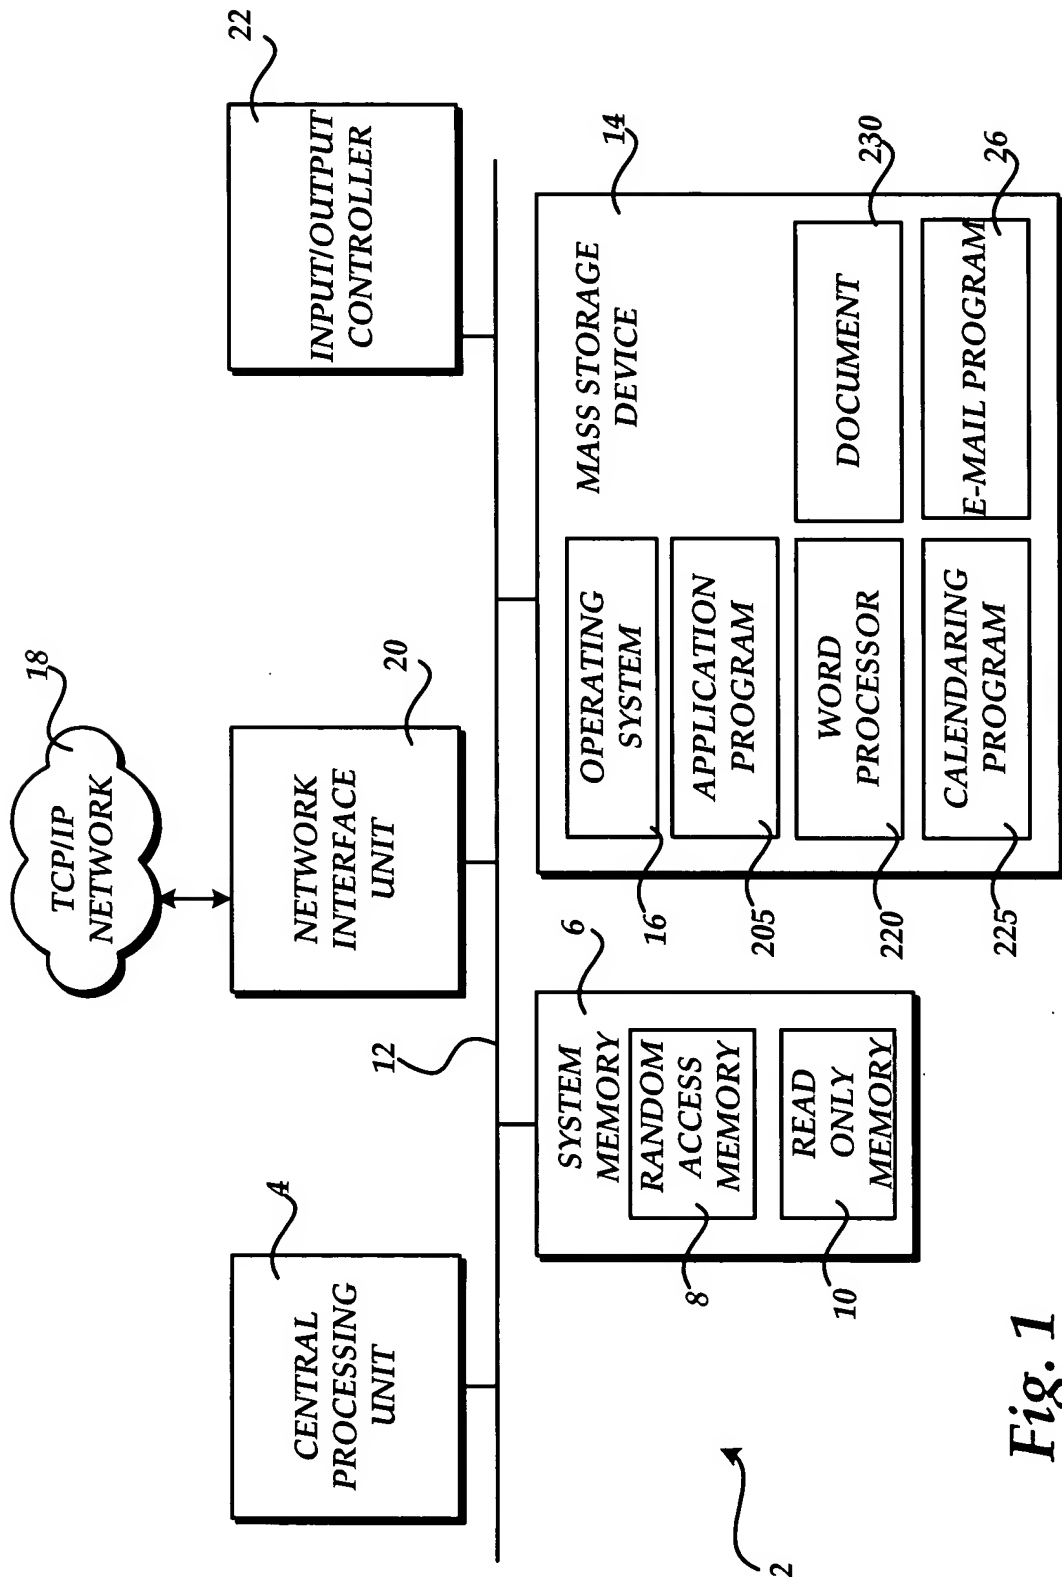 TCP/IP
NETWORK
18
CENTRAL
PROCESSING
UNIT
4
NETWORK
INTERFACE
UNIT
20
INPUT/OUTPUT
CONTROLLER
22
12
SYSTEM
MEMORY
6
RANDOM
ACCESS
MEMORY
8
READ
ONLY
MEMORY
10
MASS STORAGE
DEVICE
14
OPERATING
SYSTEM
16
APPLICATION
PROGRAM
205
WORD
PROCESSOR
220
DOCUMENT
230
CALENDARING
PROGRAM
225
E-MAIL PROGRAM
26
2
Fig. 1